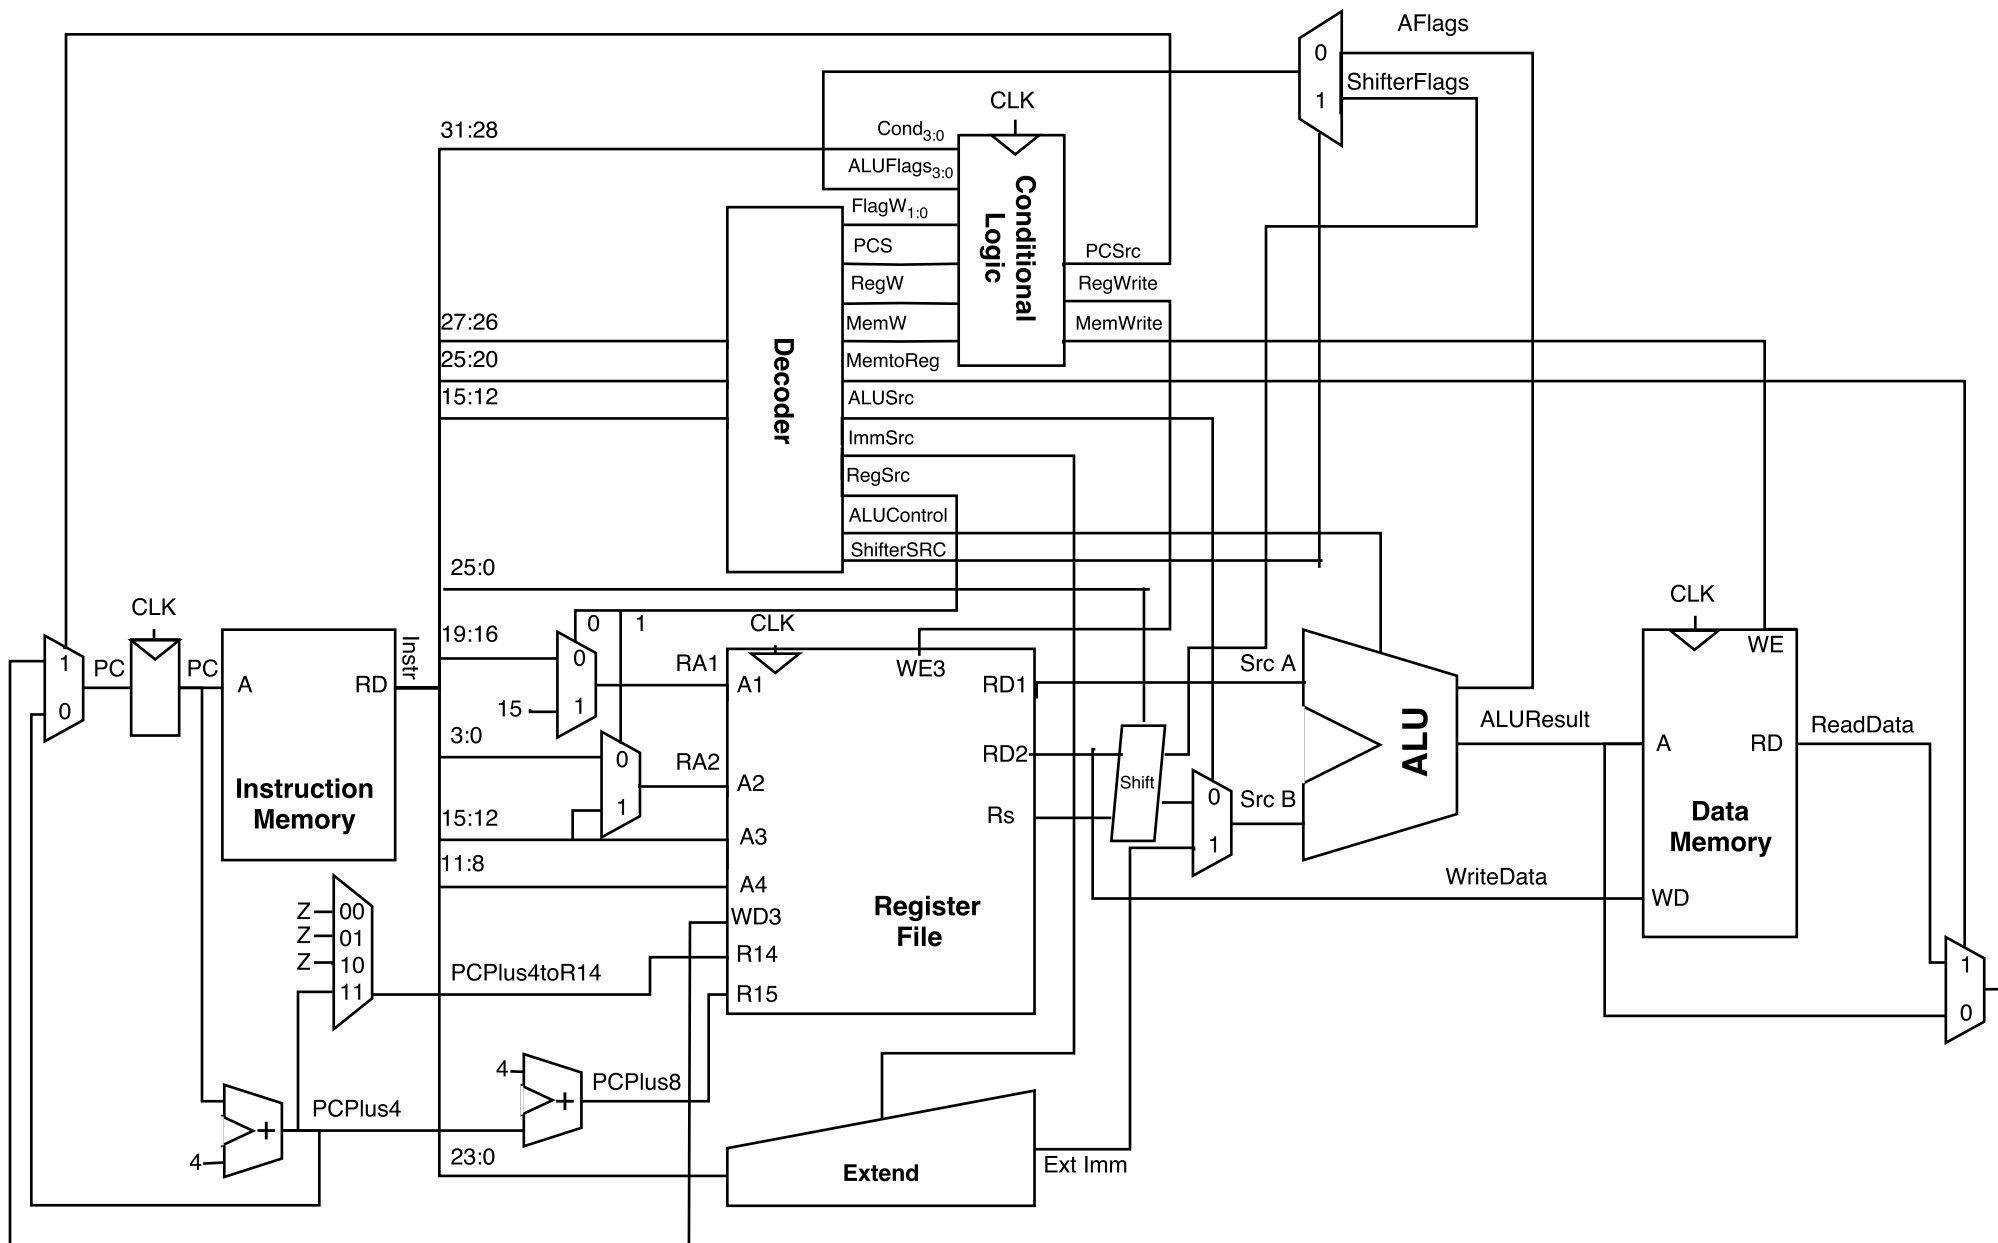 AFlags
0
ShifterFlags
1
CLK
31:28
Cond3:0
ALUFlags3:0
Conditional
Logic
FlagW1:0
PCS
PCSrc
RegW
RegWrite
27:26
MemW
MemWrite
25:20
MemtoReg
15:12
ALUSrc
Decoder
ImmSrc
RegSrc
ALUControl
ShifterSRC
25:0
CLK
CLK
CLK
0
1
19:16
Instr
WE
1
PC
PC
A
RD
0
0
15
1
RA1
A1
WE3
RD1
Src A
3:0
0
RA2
A2
RD2
Shift
0
Src B
ALU
ALUResult
A
RD
ReadData
Instruction
Memory
15:12
1
A3
Rs
1
Data
Memory
11:8
A4
WriteData
WD
Z
00
WD3
Register
File
Z
01
Z
10
R14
11
PCPlus4toR14
R15
1
0
4
+
PCPlus8
PCPlus4
+
4
23:0
Extend
Ext Imm